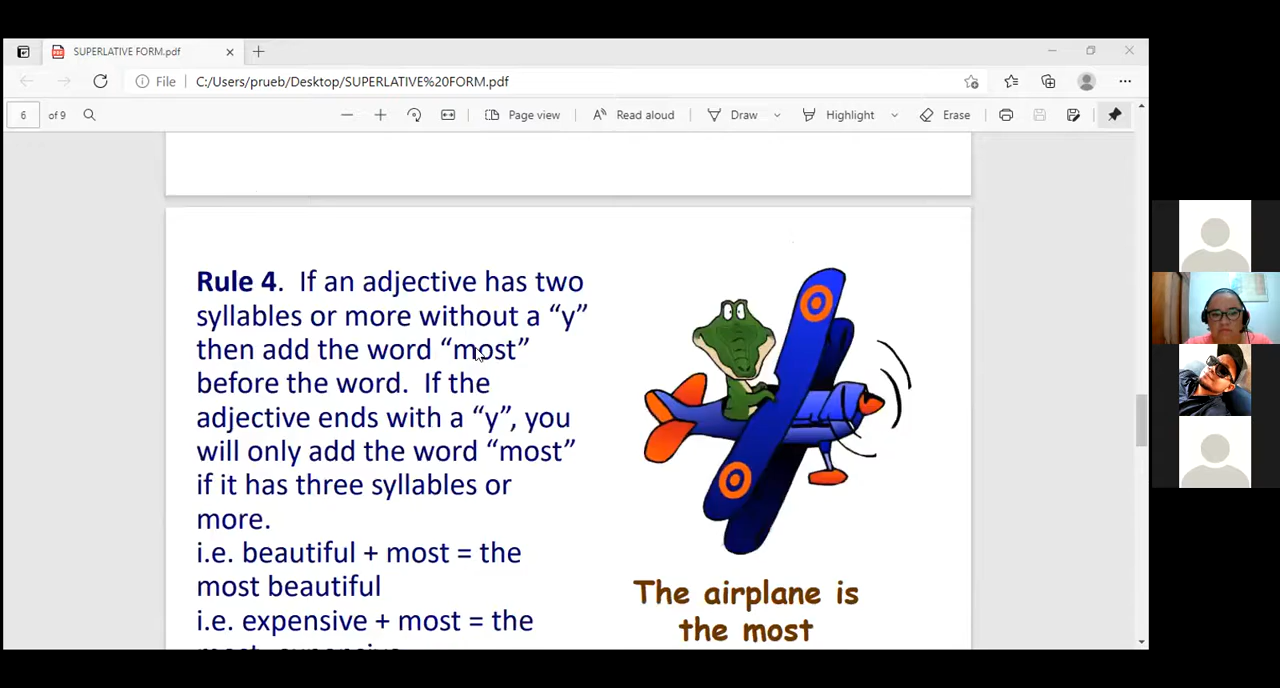 SUPERLATIVE FORM.pdf
File
C:/Users/prueb/Desktop/SUPERLATIVE%20FORM.pdf
6 of 9
Page view
Read aloud
Draw
Highlight
Erase
Rule 4. If an adjective has two
syllables or more without a “y”
then add the word “most”
before the word. If the
adjective ends with a “y”, you
will only add the word “most”
if it has three syllables or
more.
i.e. beautiful + most = the
most beautiful
i.e. expensive + most = the
most expensive
The airplane is
the most